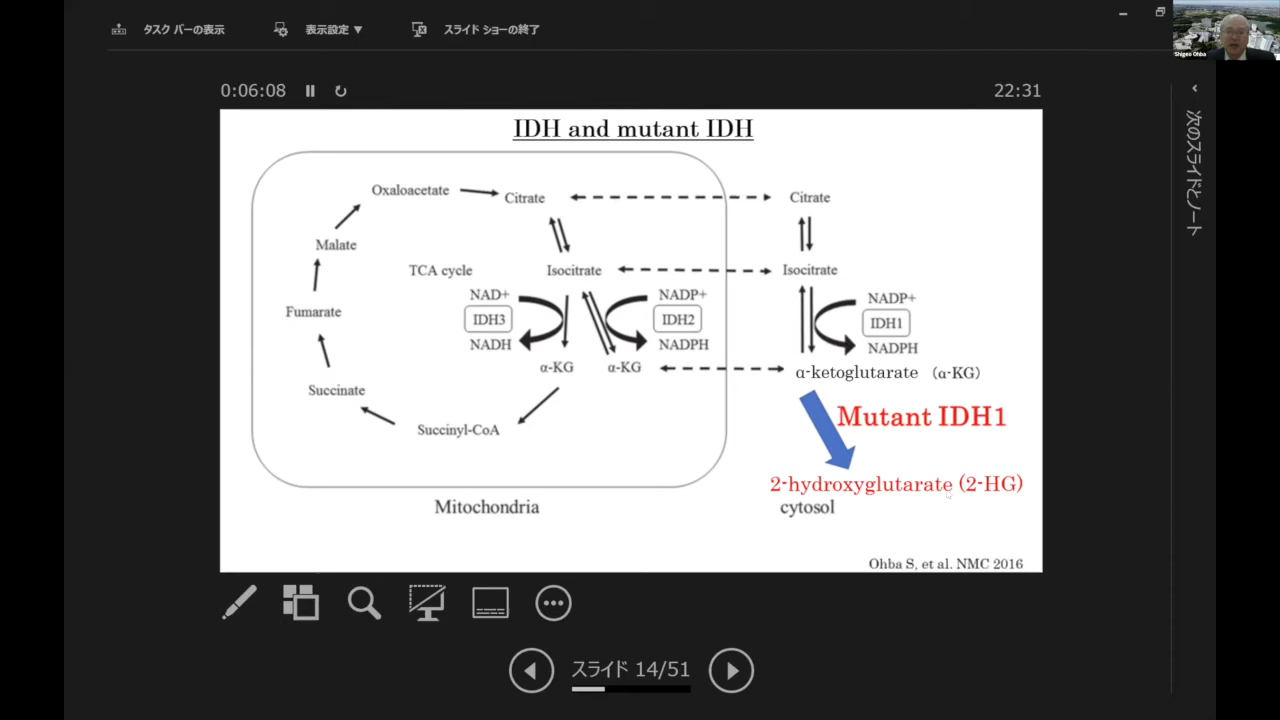 タスク バーの表示
表示設定 ▼
スライド ショーの終了
Shigeo Ohba
0:06:08
22:31
次のスライドとノート
IDH and mutant IDH
Oxaloacetate
Citrate
Citrate
Malate
TCA cycle
Isocitrate
Isocitrate
NAD+
NADP+
NADP+
Fumarate
IDH3
IDH2
IDH1
NADH
NADPH
NADPH
α-KG
α-KG
α-ketoglutarate (α-KG)
Succinate
Mutant IDH1
Succinyl-CoA
2-hydroxyglutarate (2-HG)
Mitochondria
cytosol
Ohba S, et al. NMC 2016
スライド 14/51